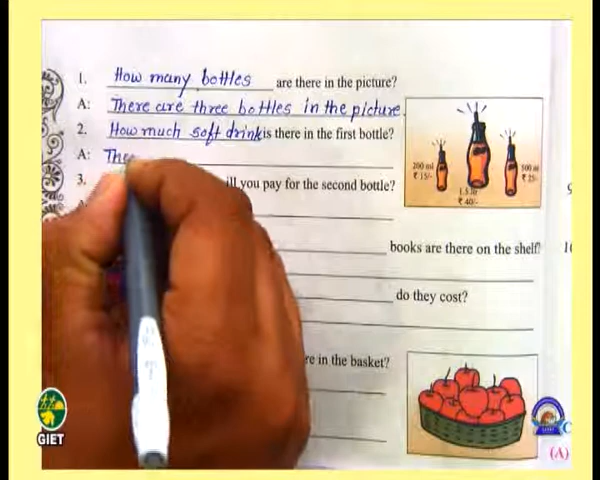 1. How many bottles are there in the picture?
A: There are three bottles in the picture.
2. How much soft drink is there in the first bottle?
A: The
3. ill you pay for the second bottle?
200 ml
₹ 15/-
1.5 ltr
₹ 40/-
500 ml
₹ 25/-
books are there on the shelf?
do they cost?
re in the basket?
GIET
(A)